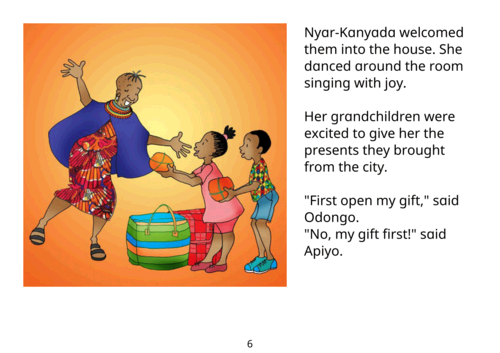 Nyar-Kanyada welcomed
them into the house. She
danced around the room
singing with joy.
Her grandchildren were
excited to give her the
presents they brought
from the city.
"First open my gift," said
Odongo.
"No, my gift first!" said
Apiyo.
6